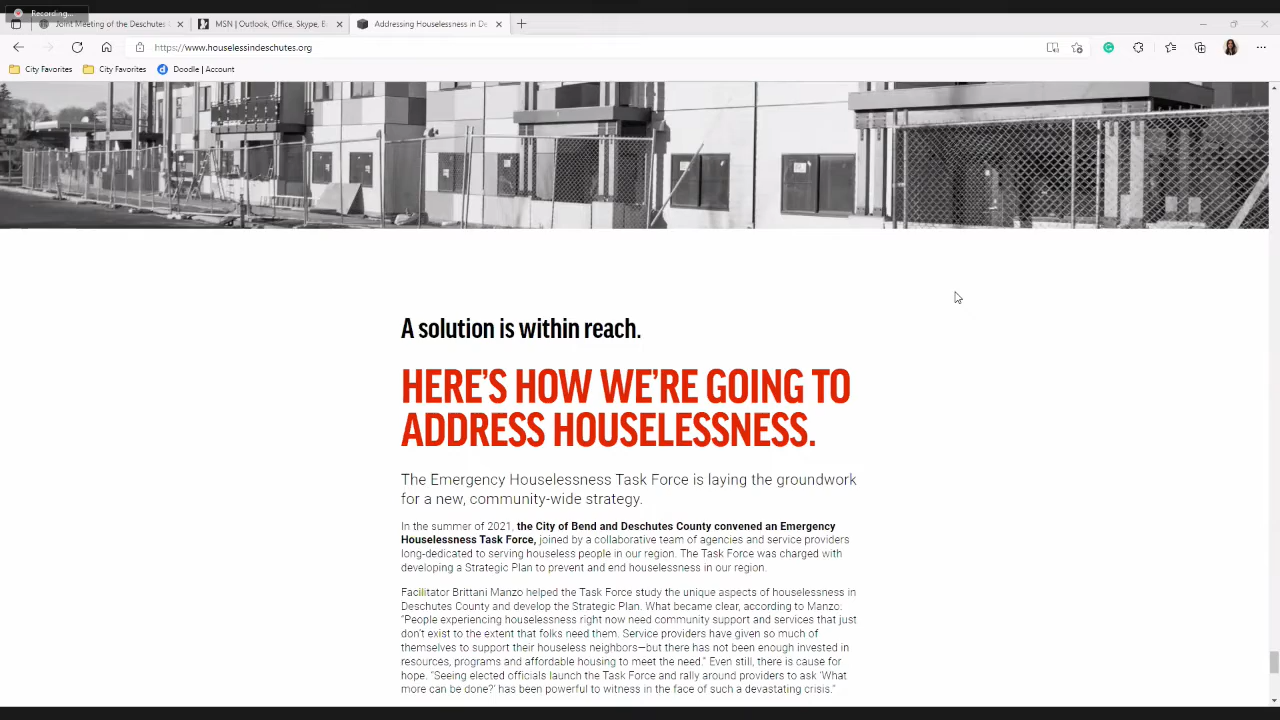 Recording...
Joint Meeting of the Deschutes
MSN | Outlook, Office, Skype, B
Addressing Houselessness in De
https://www.houselessindeschutes.org
City Favorites
City Favorites
Doodle | Account
A solution is within reach.
HERE'S HOW WE'RE GOING TO
ADDRESS HOUSELESSNESS.
The Emergency Houselessness Task Force is laying the groundwork
for a new, community-wide strategy.
In the summer of 2021, the City of Bend and Deschutes County convened an Emergency
Houselessness Task Force, joined by a collaborative team of agencies and service providers
long-dedicated to serving houseless people in our region. The Task Force was charged with
developing a Strategic Plan to prevent and end houselessness in our region.
Facilitator Brittani Manzo helped the Task Force study the unique aspects of houselessness in
Deschutes County and develop the Strategic Plan. What became clear, according to Manzo:
“People experiencing houselessness right now need community support and services that just
don't exist to the extent that folks need them. Service providers have given so much of
themselves to support their houseless neighbors—but there has not been enough invested in
resources, programs and affordable housing to meet the need.” Even still, there is cause for
hope. “Seeing elected officials launch the Task Force and rally around providers to ask ‘What
more can be done?’ has been powerful to witness in the face of such a devastating crisis.”